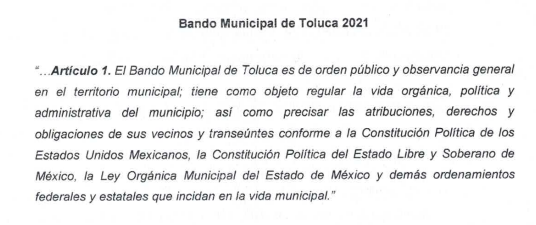 Bando Municipal de Toluca 2021
“…Artículo 1. El Bando Municipal de Toluca es de orden público y observancia general
en el territorio municipal; tiene como objeto regular la vida orgánica, política y
administrativa del municipio; así como precisar las atribuciones, derechos y
obligaciones de sus vecinos y transeúntes conforme a la Constitución Política de los
Estados Unidos Mexicanos, la Constitución Política del Estado Libre y Soberano de
México, la Ley Orgánica Municipal del Estado de México y demás ordenamientos
federales y estatales que incidan en la vida municipal.”